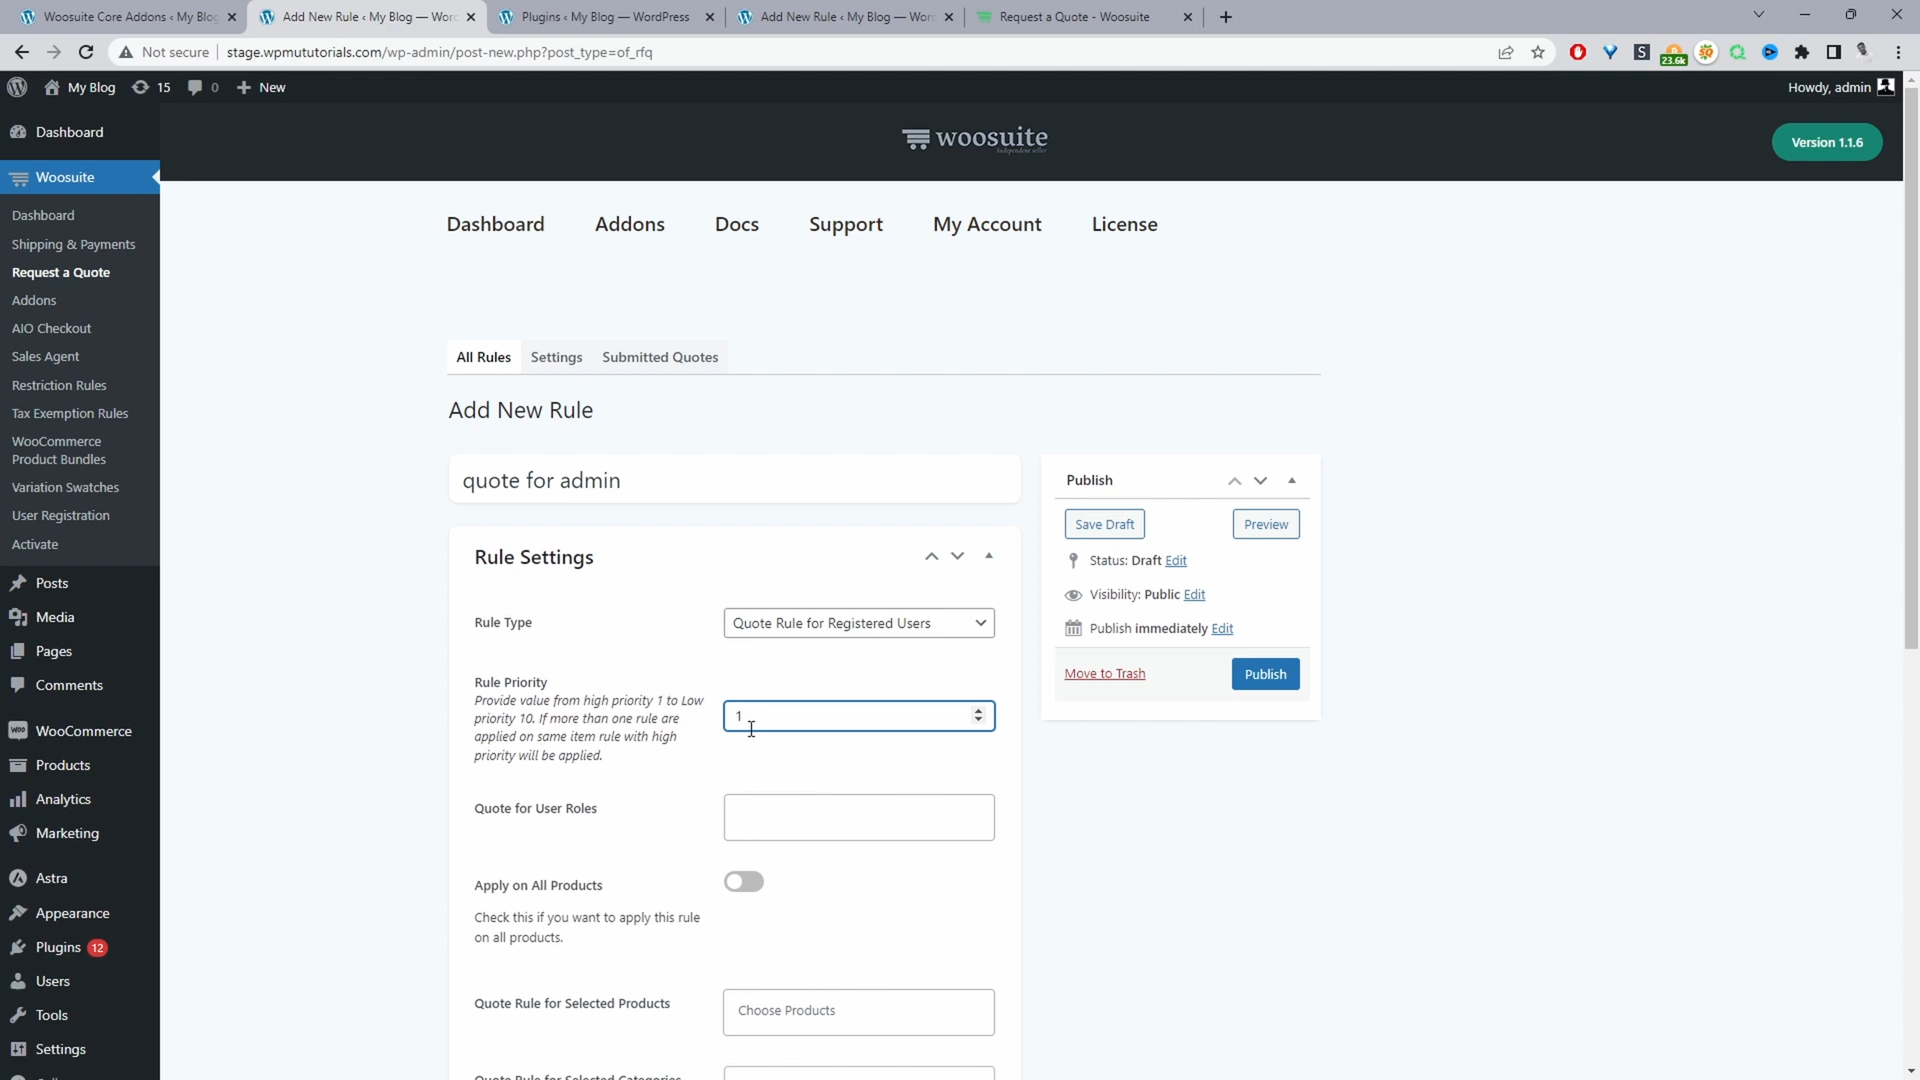 Woosuite Core Addons < My Blog
Add New Rule < My Blog — Word
Plugins < My Blog — WordPress
Add New Rule < My Blog — Word
Request a Quote - Woosuite
Not secure
stage.wpmututorials.com/wp-admin/post-new.php?post_type=of_rfq
23.6k
My Blog
15
0
New
Howdy, admin
Dashboard
Woosuite
Dashboard
Shipping & Payments
Request a Quote
Addons
AIO Checkout
Sales Agent
Restriction Rules
Tax Exemption Rules
WooCommerce
Product Bundles
Variation Swatches
User Registration
Activate
Posts
Media
Pages
Comments
WooCommerce
Products
Analytics
Marketing
Astra
Appearance
Plugins 12
Users
Tools
Settings
woosuite
independent seller
Version 1.1.6
Dashboard
Addons
Docs
Support
My Account
License
All Rules
Settings
Submitted Quotes
Add New Rule
quote for admin
Rule Settings
Rule Type
Quote Rule for Registered Users
Rule Priority
Provide value from high priority 1 to Low
priority 10. If more than one rule are
applied on same item rule with high
priority will be applied.
1
Quote for User Roles
Apply on All Products
Check this if you want to apply this rule
on all products.
Quote Rule for Selected Products
Choose Products
Quote Rule for Selected Categories
Publish
Save Draft
Preview
Status: Draft Edit
Visibility: Public Edit
Publish immediately Edit
Move to Trash
Publish